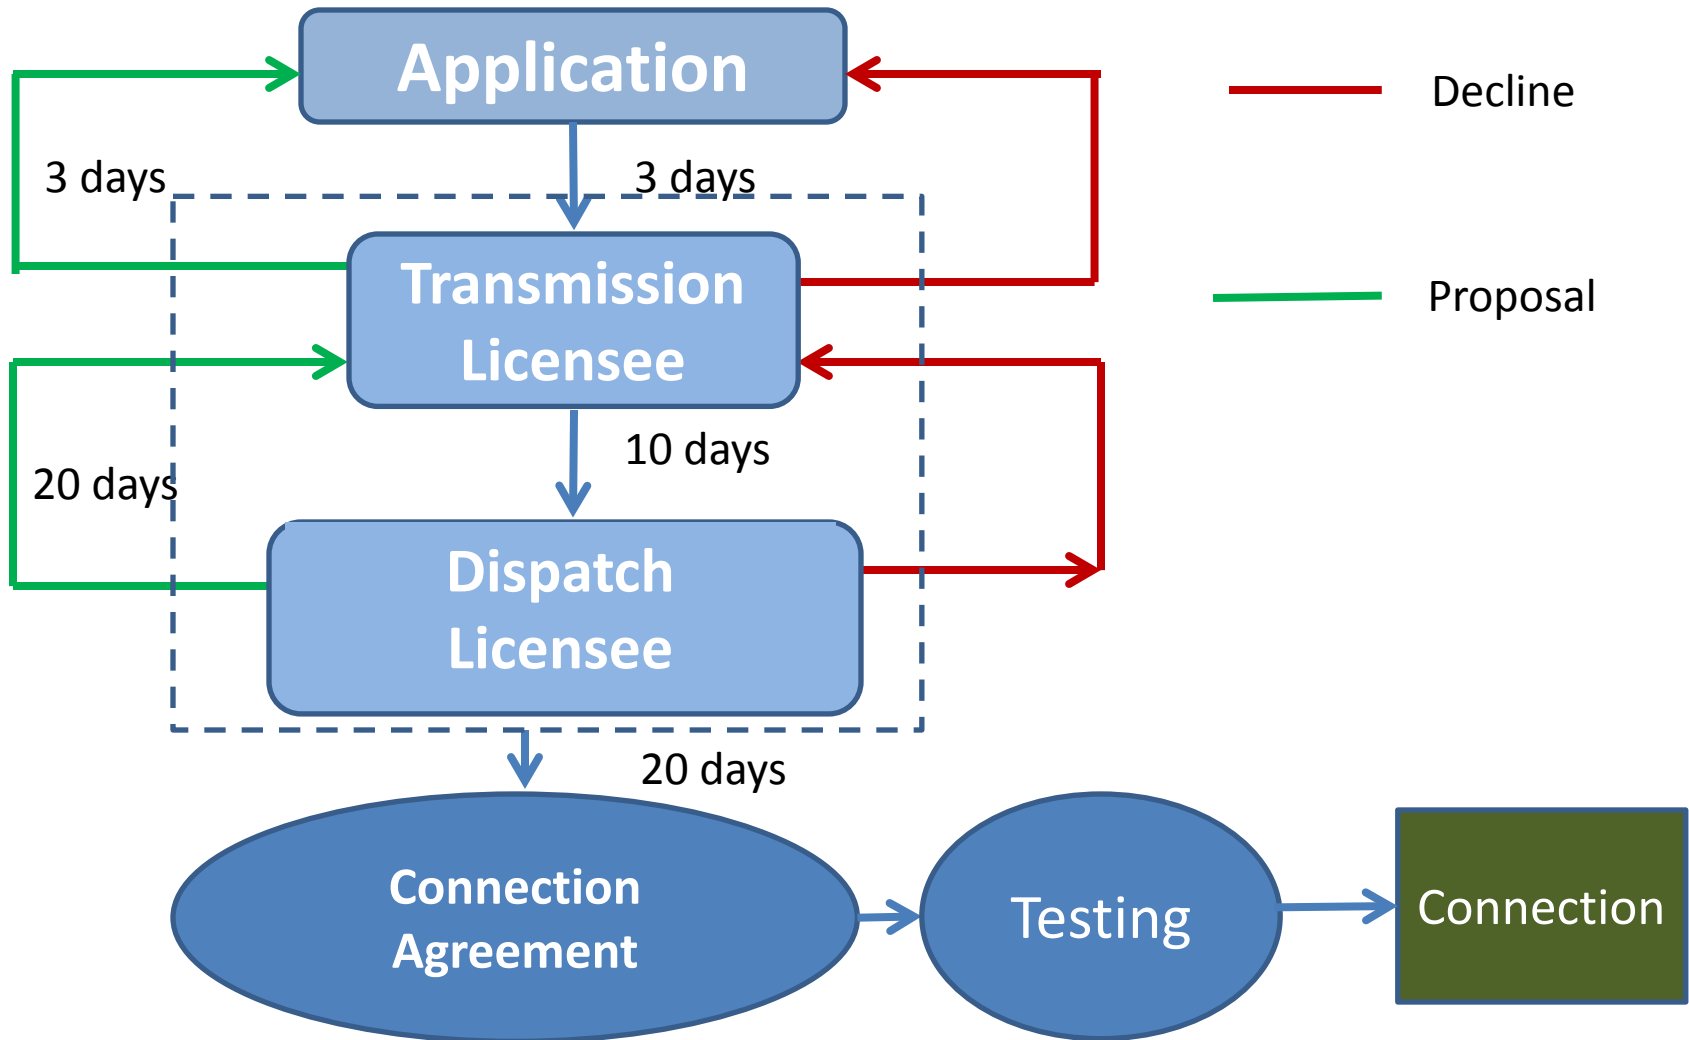 Application
Decline
3 days
3 days
Transmission
Licensee
Proposal
10 days
20 days
Dispatch
Licensee
20 days
Connection
Agreement
Testing
Connection